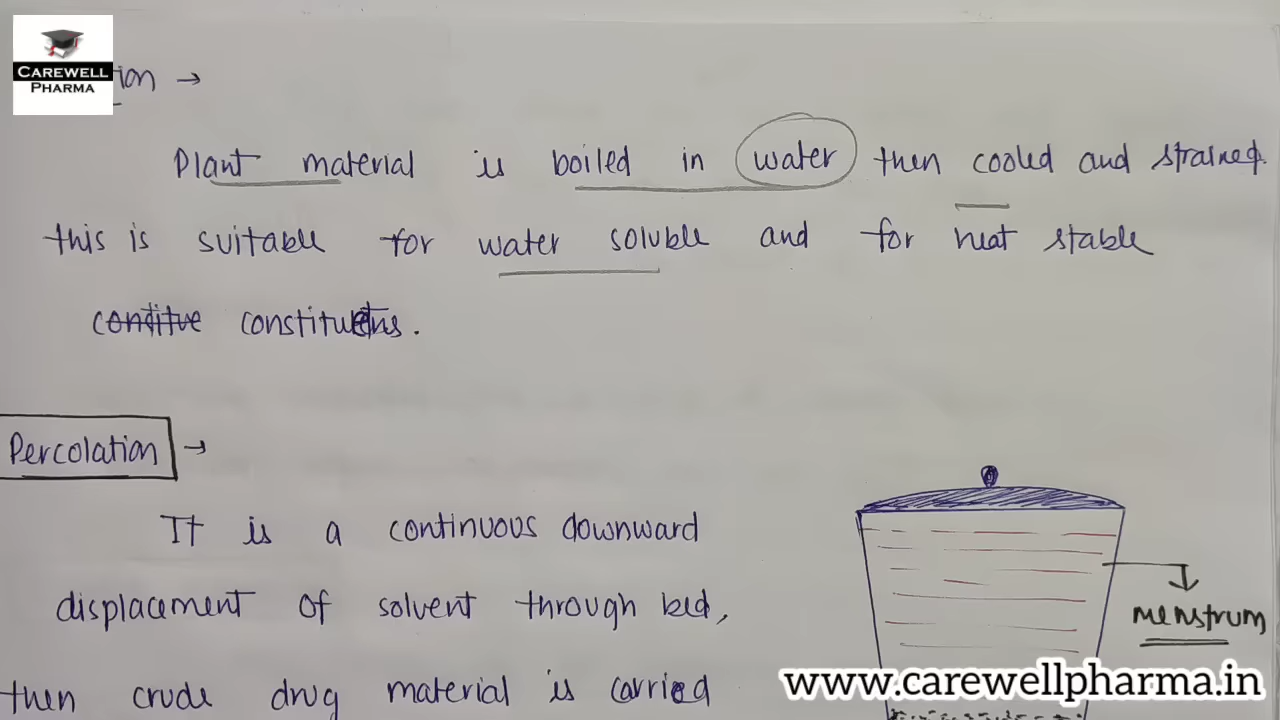 CAREWELL
PHARMA
ion →
Plant material is boiled in water then cooled and strained.
this is suitable for water soluble and for heat stable
constituetns.
Percolation →
It is a continuous downward
displacement of solvent through bed,
then crude drug material is carried
menstrum
www.carewellpharma.in